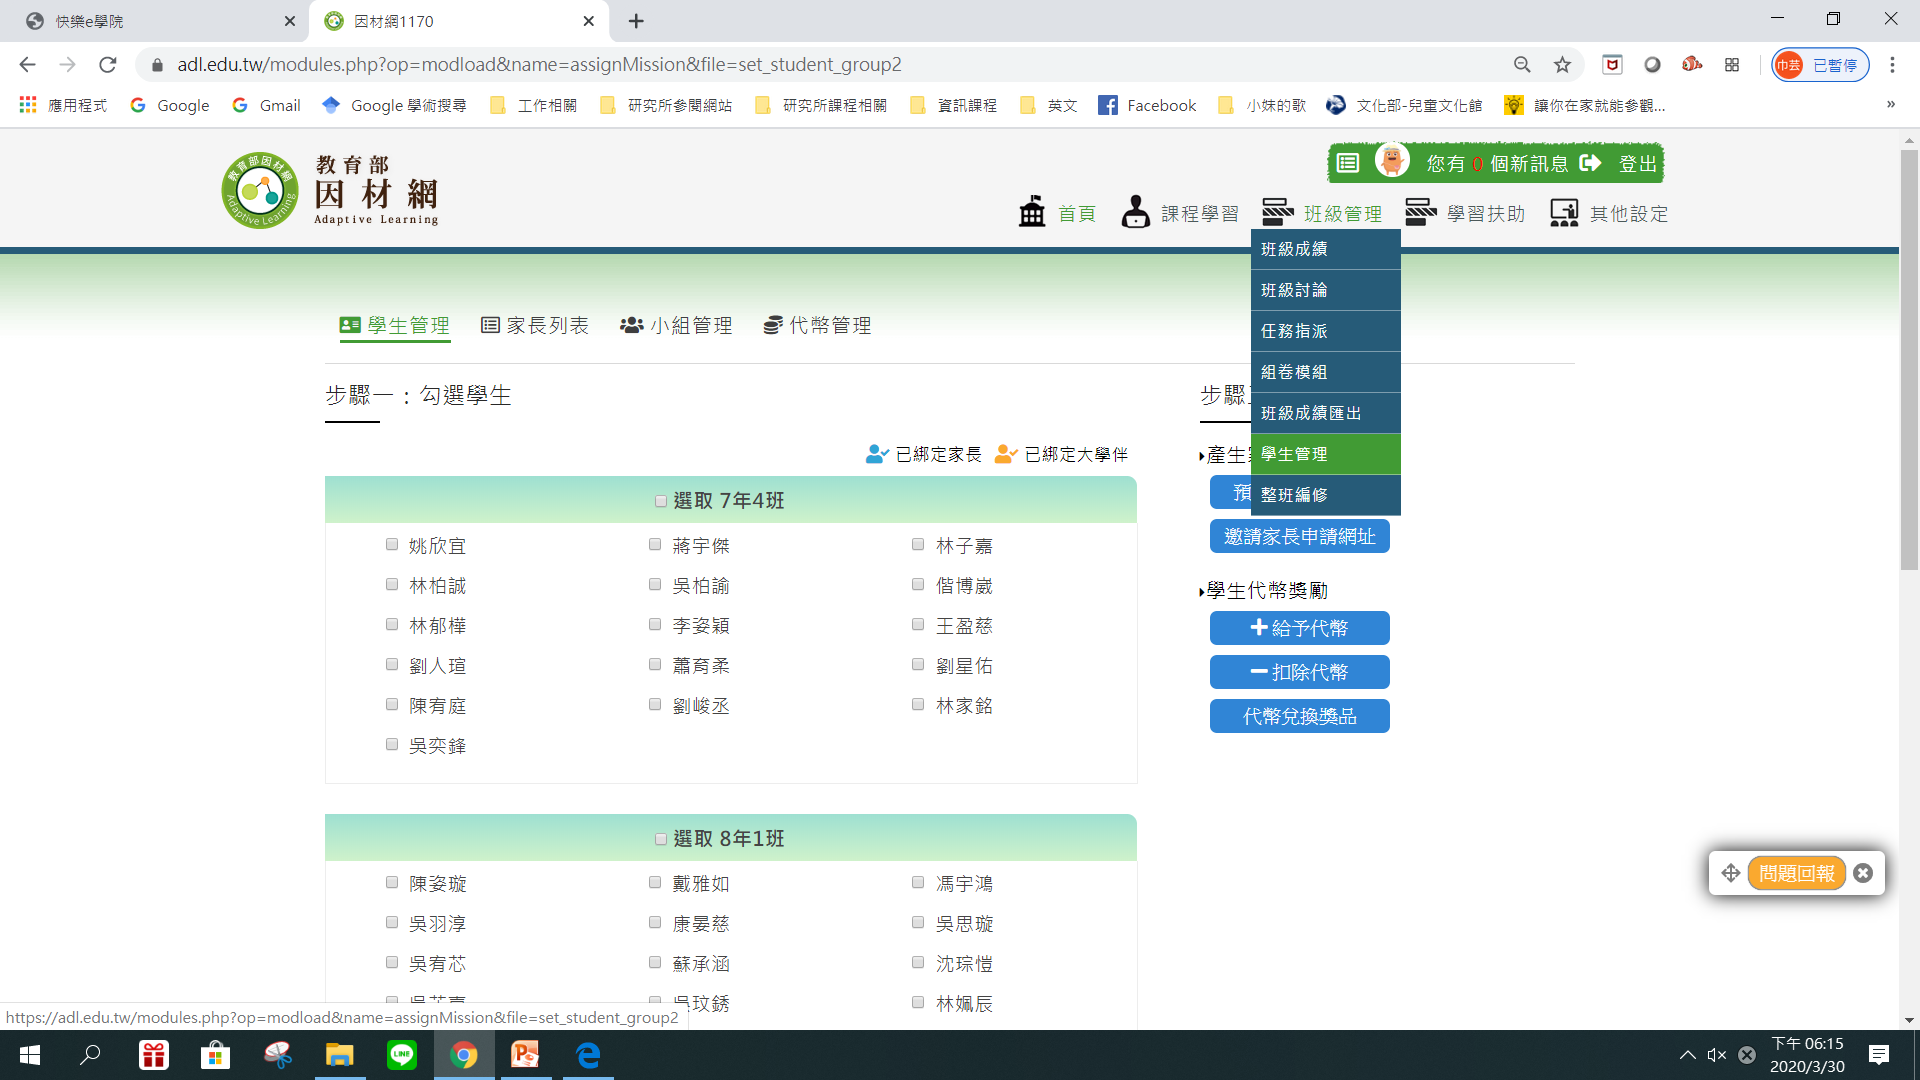 快樂e學院
因材網1170
adl.edu.tw/modules.php?op=modload&name=assignMission&file=set_student_group2
巾芸 已暫停
應用程式 Google Gmail Google 學術搜尋 工作相關 研究所參閱網站 研究所課程相關 資訊課程 英文 Facebook 小妹的歌 文化部-兒童文化館 讓你在家就能參觀... »
教育部因材網
Adaptive Learning
教育部
因材網
Adaptive Learning
您有 0 個新訊息 登出
首頁 課程學習 班級管理 學習扶助 其他設定
班級成績
班級討論
任務指派
組卷模組
班級成績匯出
學生管理
整班編修
學生管理 家長列表 小組管理 代幣管理
步驟一：勾選學生
已綁定家長 已綁定大學伴
選取 7年4班
姚欣宜 蔣宇傑 林子嘉
林柏誠 吳柏諭 偕博崴
林郁樺 李姿穎 王盈慈
劉人瑄 蕭育柔 劉星佑
陳宥庭 劉峻丞 林家銘
吳奕鋒
選取 8年1班
陳姿璇 戴雅如 馮宇鴻
吳羽淳 康晏慈 吳思璇
吳宥芯 蘇承涵 沈琮愷
吳玟銹 林姵辰
步驟
產生
預
邀請家長申請網址
學生代幣獎勵
給予代幣
扣除代幣
代幣兌換獎品
問題回報
https://adl.edu.tw/modules.php?op=modload&name=assignMission&file=set_student_group2
LINE
下午 06:15
2020/3/30